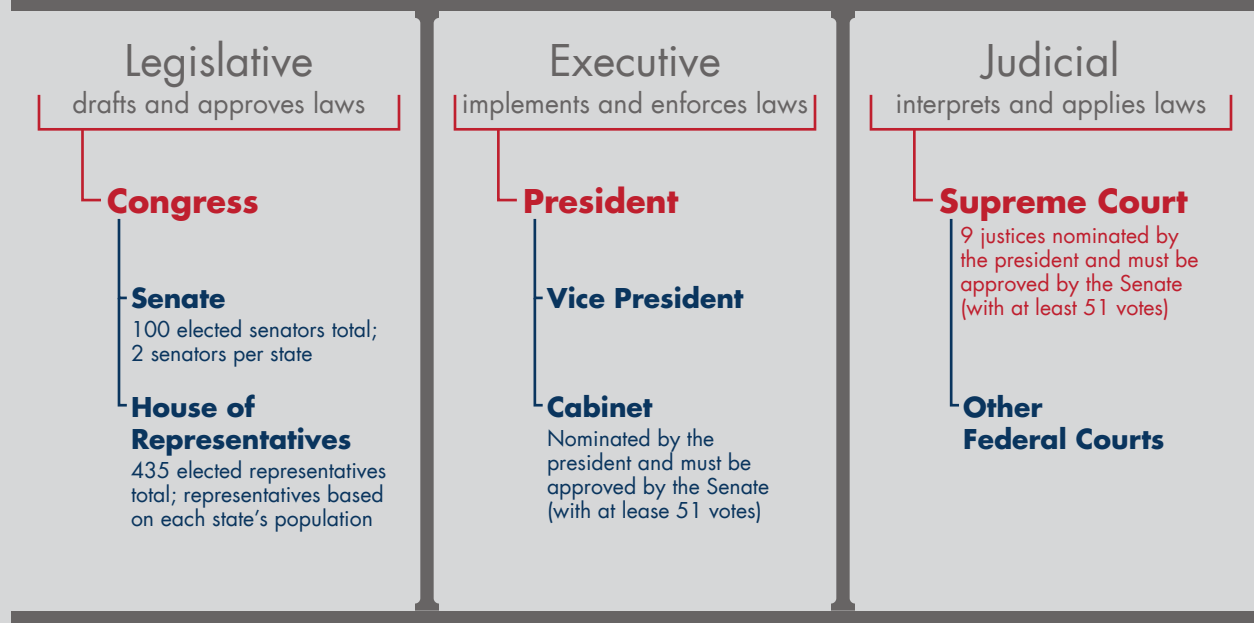 Legislative
drafts and approves laws
Congress
Senate
100 elected senators total;
2 senators per state
House of
Representatives
435 elected representatives
total; representatives based
on each state’s population
Executive
implements and enforces laws
President
Vice President
Cabinet
Nominated by the
president and must be
approved by the Senate
(with at lease 51 votes)
Judicial
interprets and applies laws
Supreme Court
9 justices nominated by
the president and must be
approved by the Senate
(with at least 51 votes)
Other
Federal Courts